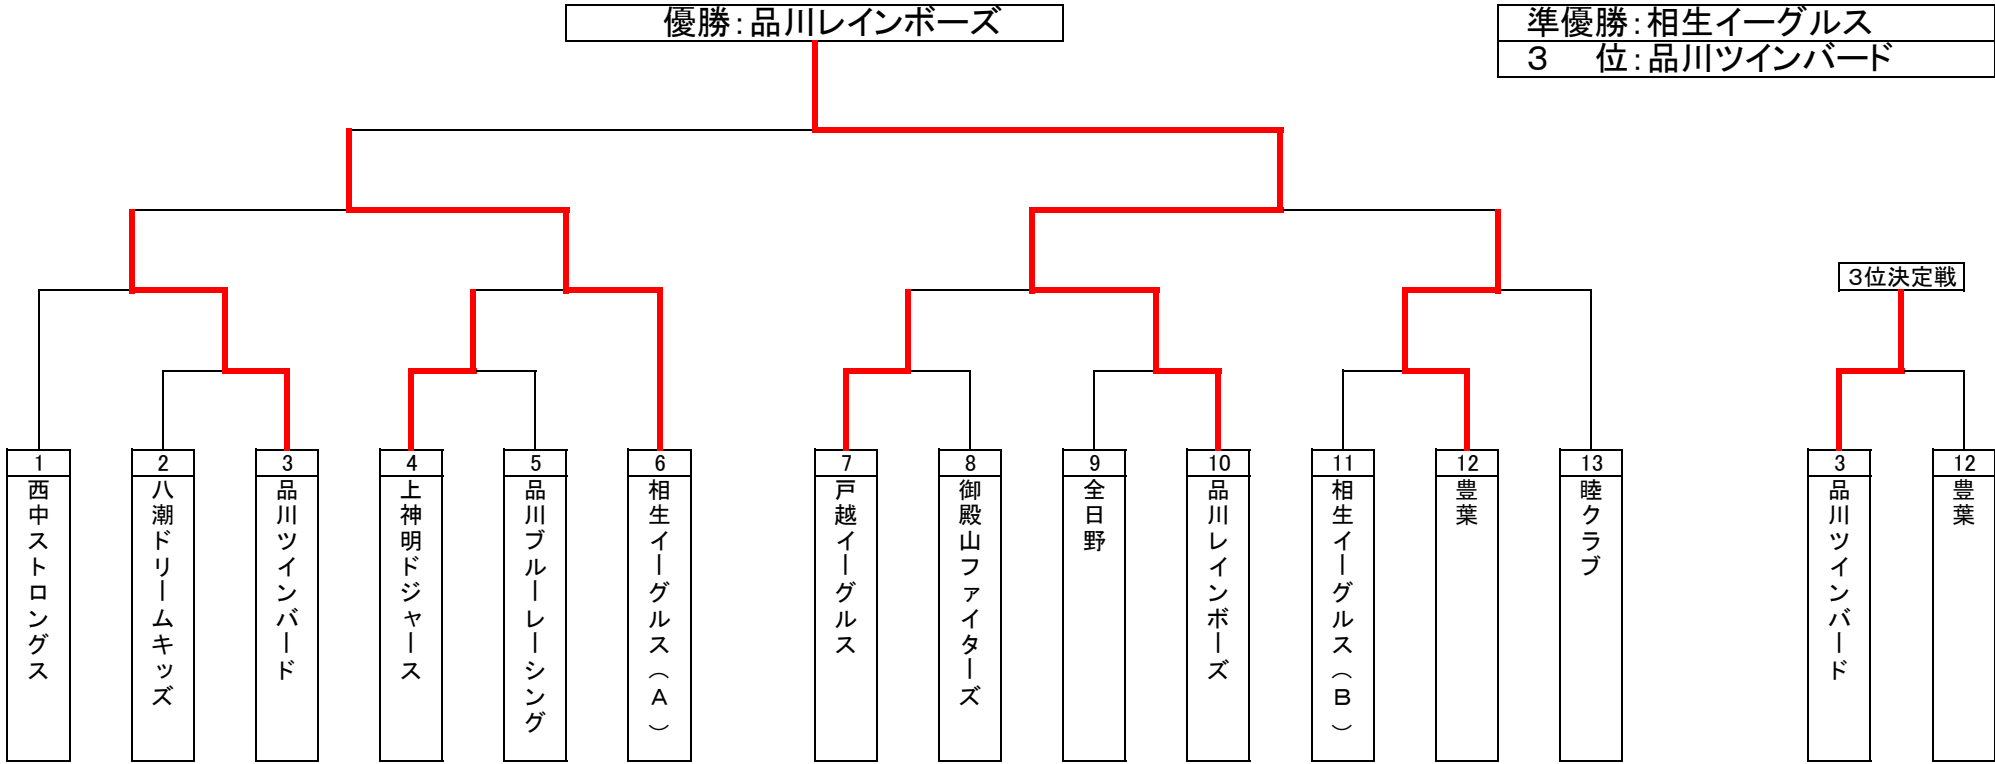 優勝：品川レインボーズ
準優勝：相生イーグルス
３　位：品川ツインバード
３位決定戦
1
西中ストロングス
2
八潮ドリームキッズ
3
品川ツインバード
4
上神明ドジャース
5
品川ブルーレーシング
6
相生イーグルス（Ａ）
7
戸越イーグルス
8
御殿山ファイターズ
9
全日野
10
品川レインボーズ
11
相生イーグルス（Ｂ）
12
豊葉
13
睦クラブ
3
品川ツインバード
12
豊葉